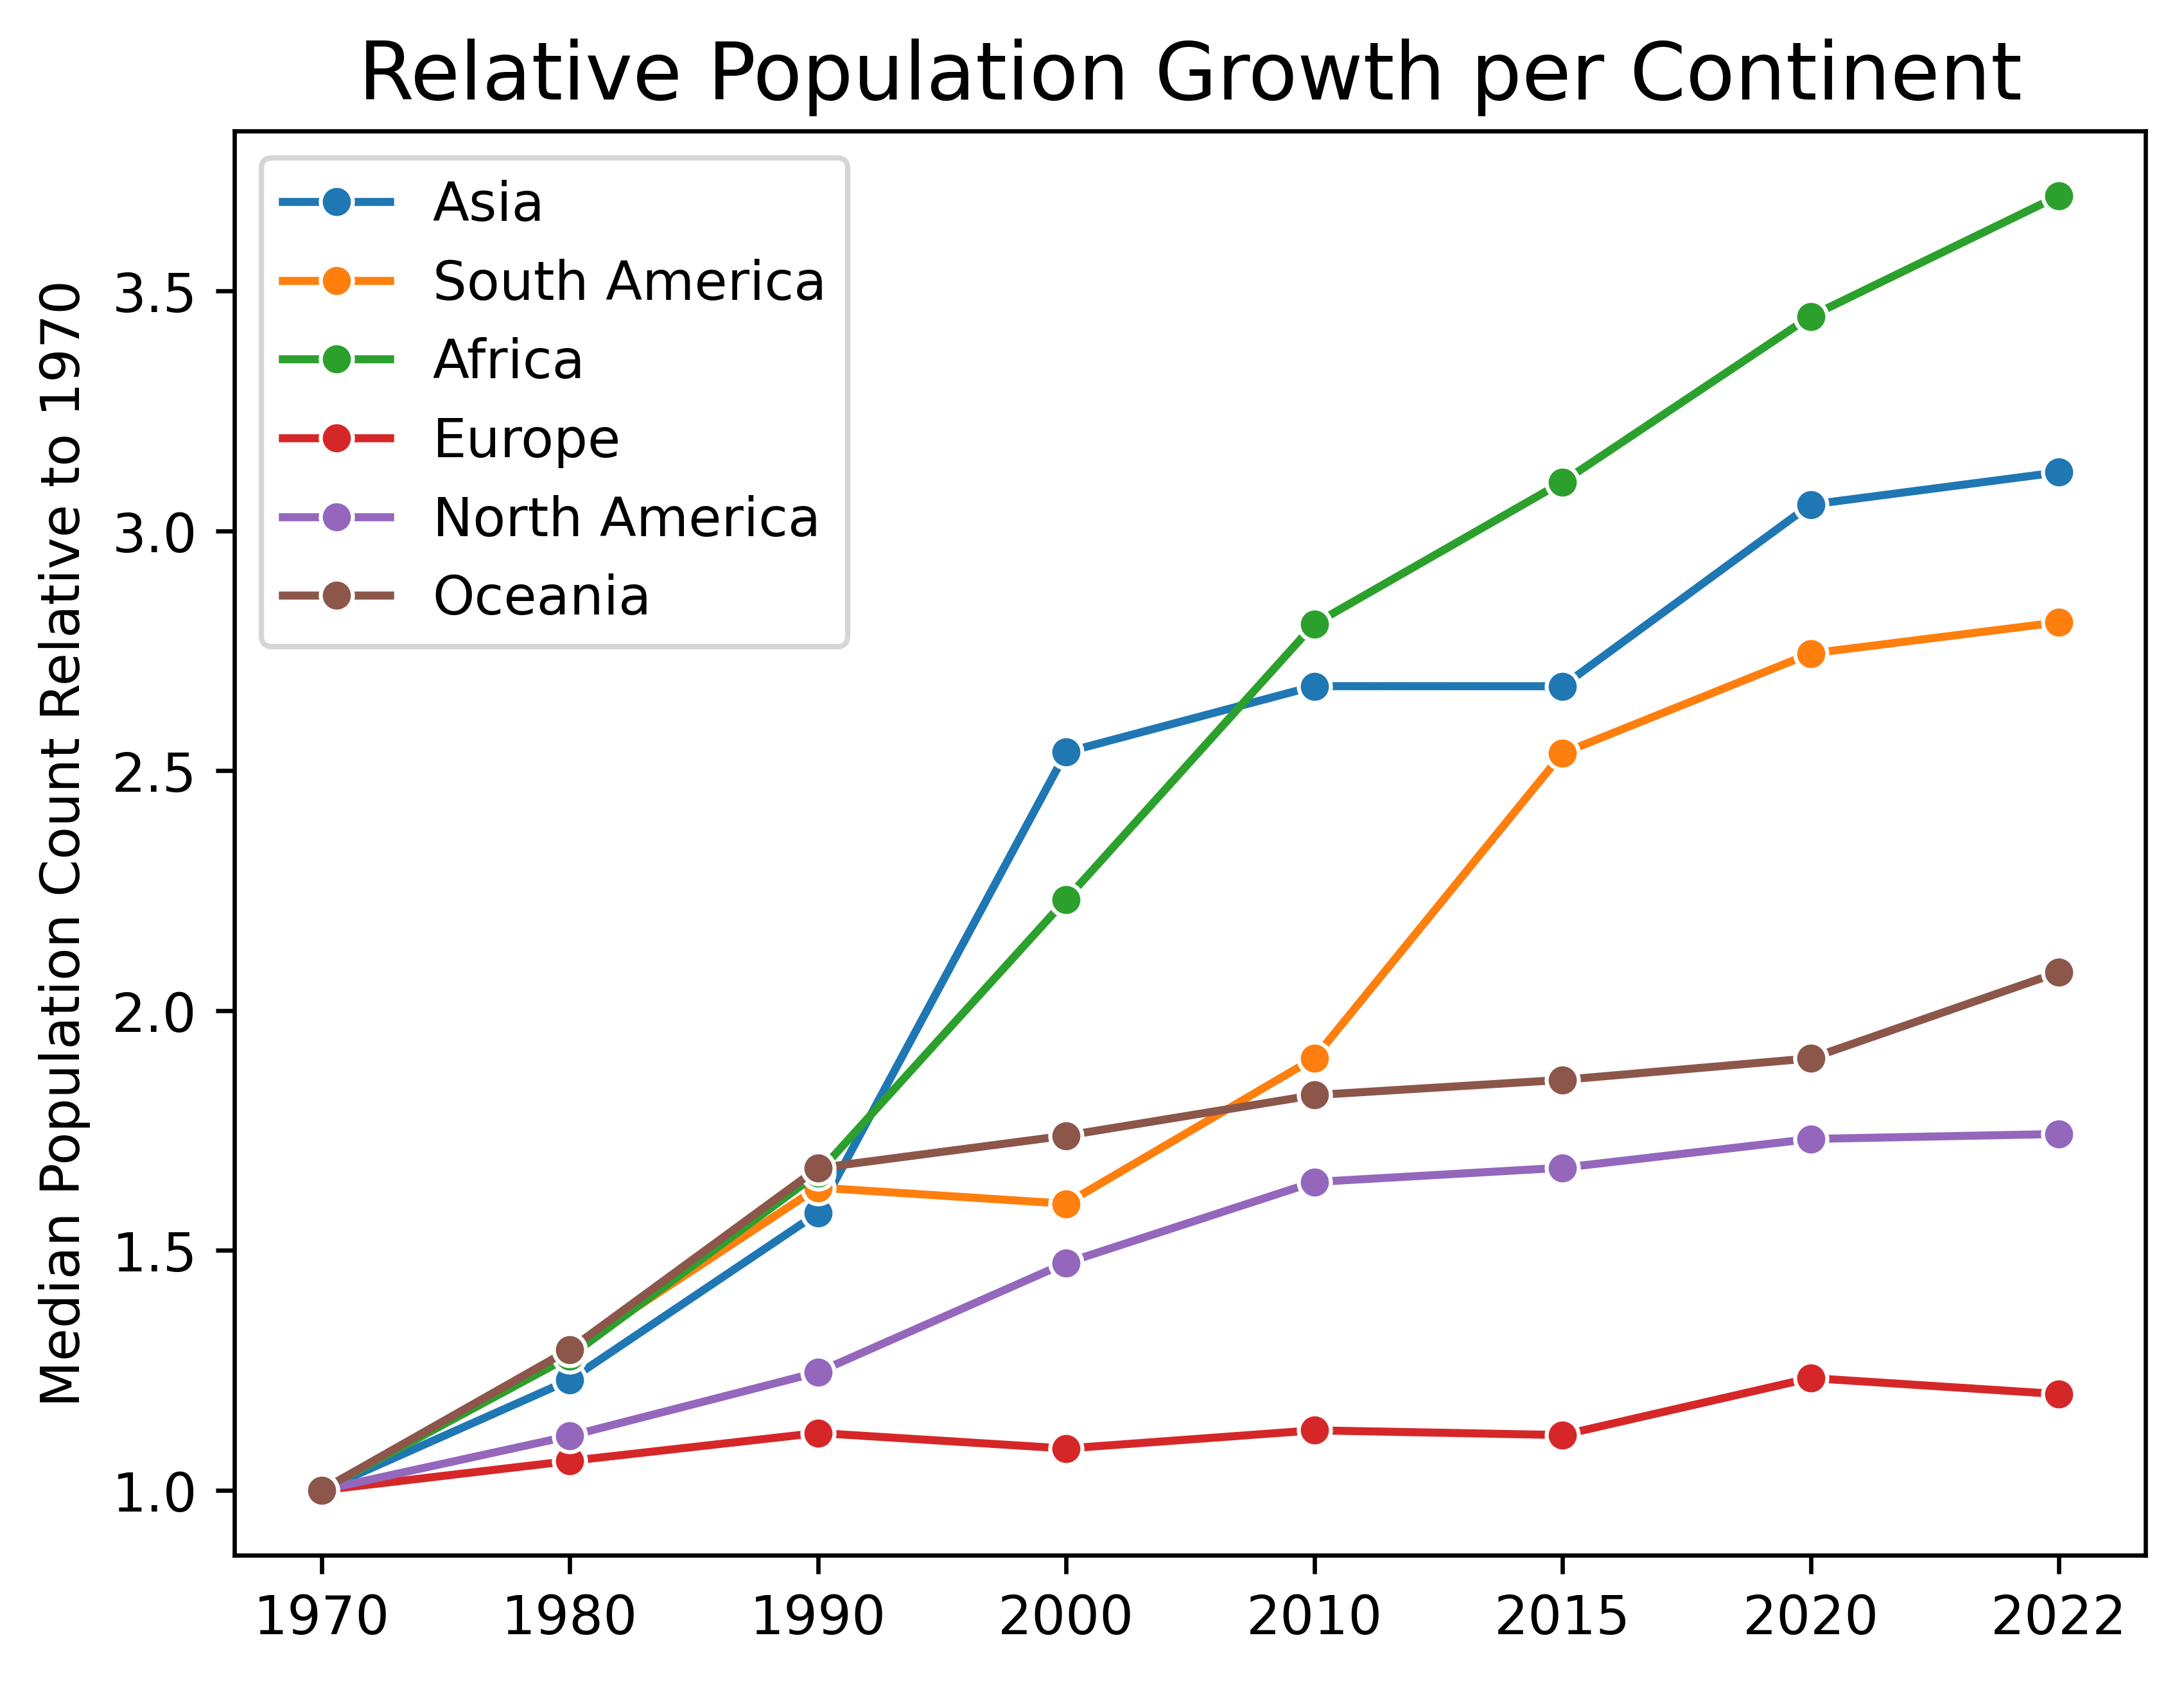 Relative Population Growth per Continent
Median Population Count Relative to 1970
Asia
South America
Africa
Europe
North America
Oceania
3.5
3.0
2.5
2.0
1.5
1.0
1970 1980 1990 2000 2010 2015 2020 2022